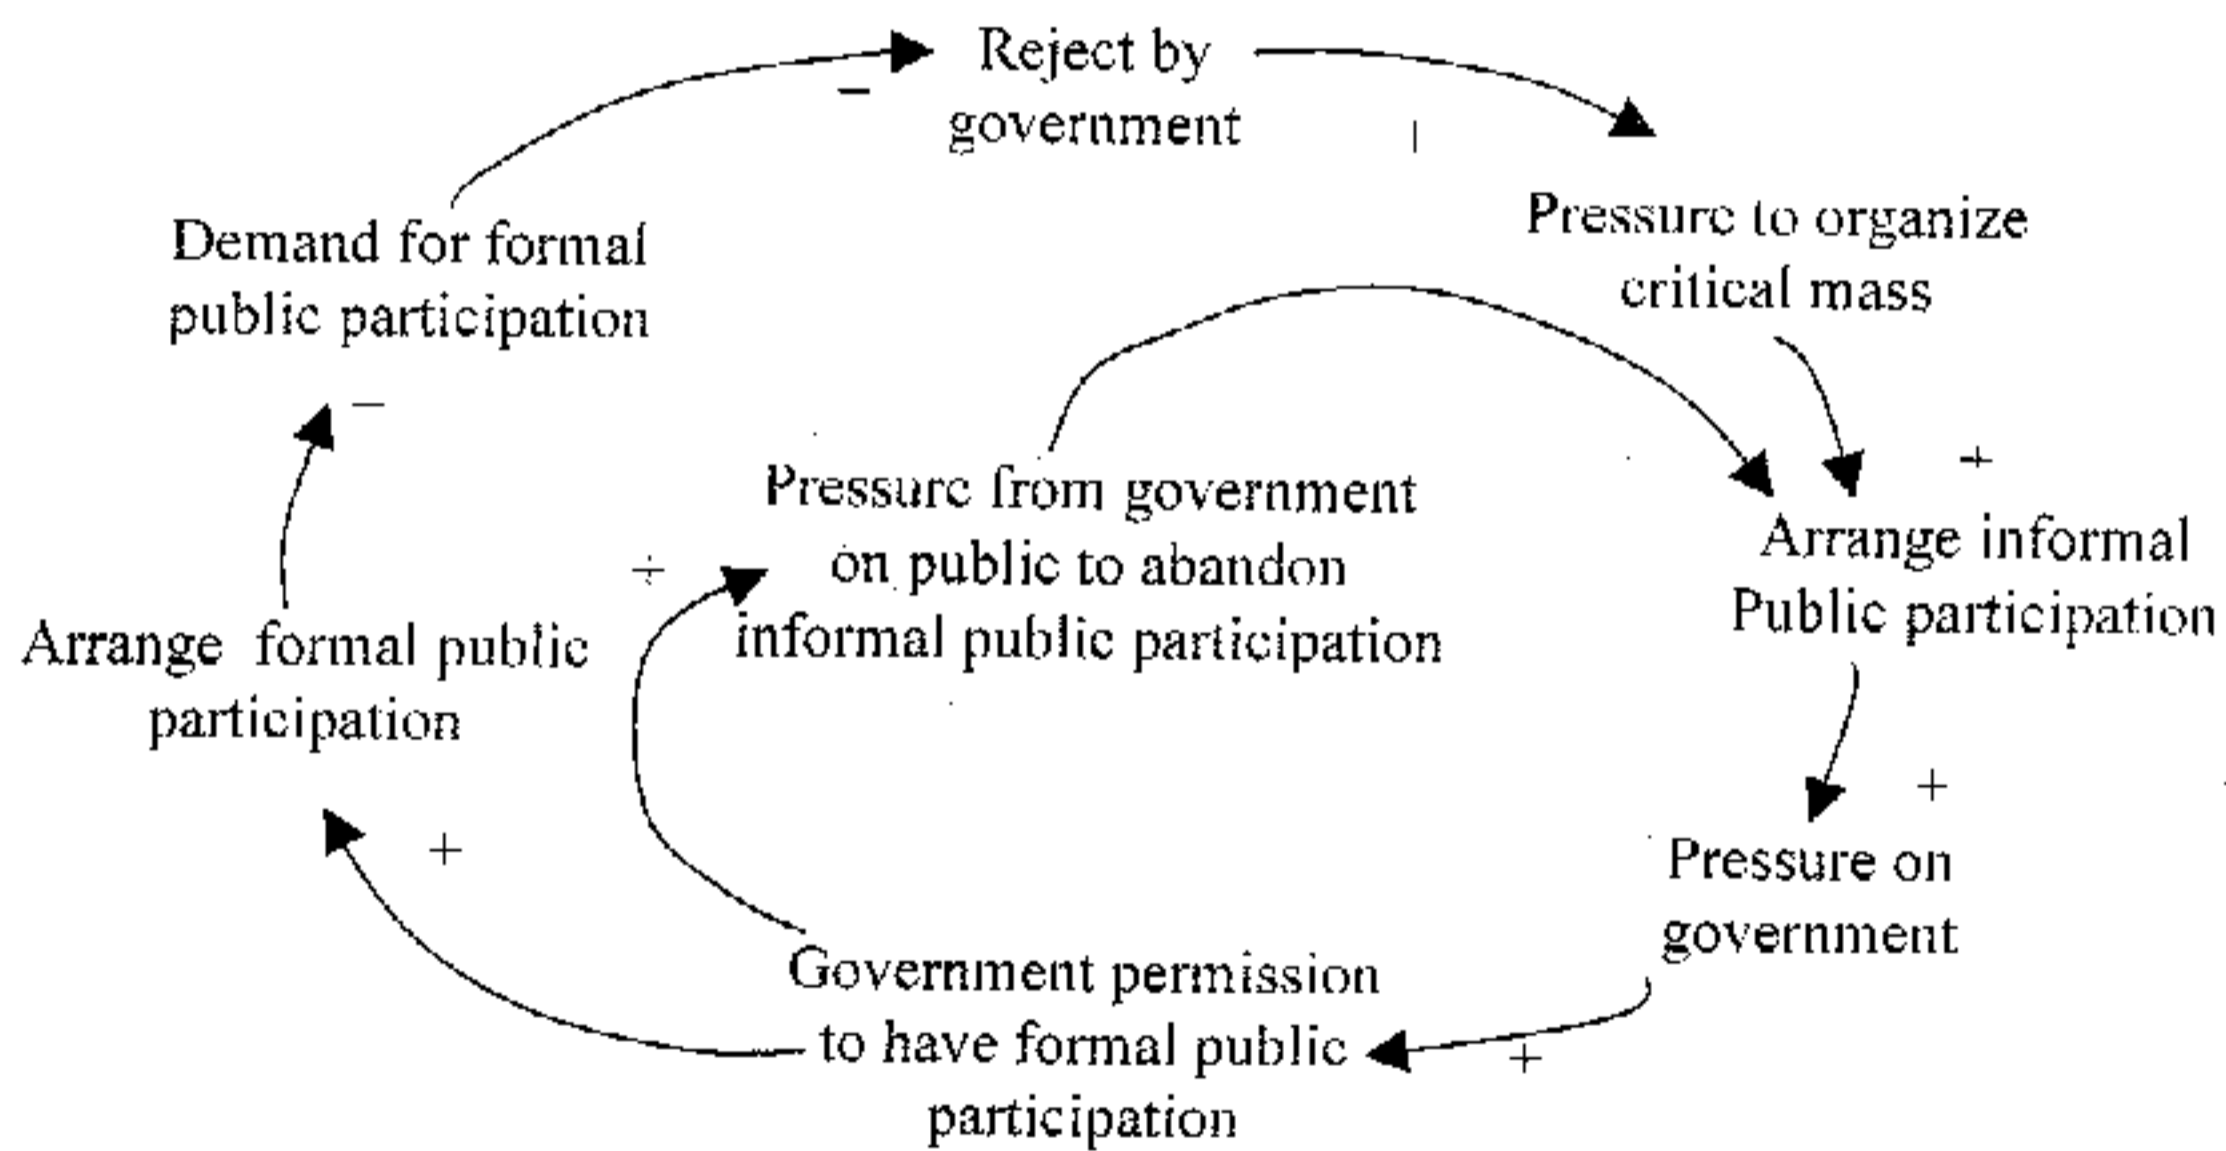 Reject by
government
−
|
Demand for formal
public participation
Pressure to organize
critical mass
−
+
Pressure from government
on public to abandon
informal public participation
+
Arrange informal
Public participation
Arrange formal public
participation
+
+
Pressure on
government
Government permission
to have formal public
participation
+